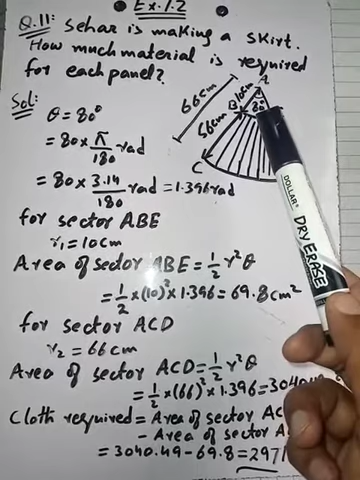 Ex.1.2
Q.11: Sehar is making a skirt.
How much material is required
for each panel?
Sol:
θ = 80°
= 80 × π/180 rad
= 80 × 3.14/180 rad = 1.396 rad
A
10cm
66cm
B
80
56cm
C
for sector ABE
r₁ = 10cm
Area of sector ABE = 1/2 r²θ
= 1/2 × (10)² × 1.396 = 69.8cm²
for sector ACD
r₂ = 66cm
Area of sector ACD = 1/2 r²θ
= 1/2 × (66)² × 1.396 = 3040.49
Cloth required = Area of sector AC
- Area of sector A
= 3040.49 - 69.8 = 2971
DOLLAR DRY ERASE